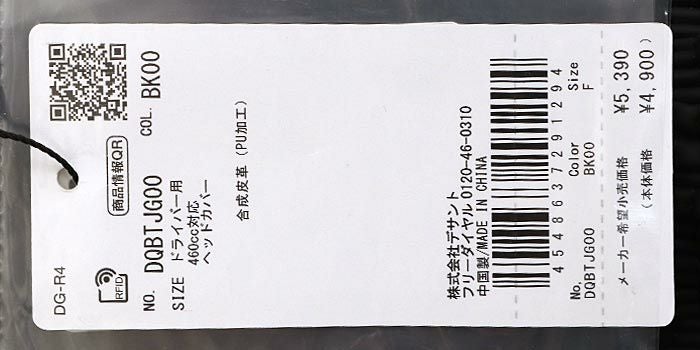 DG-R4
RFID
商品情報QR
NO. DQBTJG00 COL. BK00
SIZE ドライバー用
460cc対応
ヘッドカバー
合成皮革 (PU加工)
株式会社デサント
フリーダイヤル 0120-46-0310
中国製/MADE IN CHINA
4548637291294
No. Color Size
DQBTJG00 BK00 F
メーカー希望小売価格 ¥5,390
(本体価格 ¥4,900)